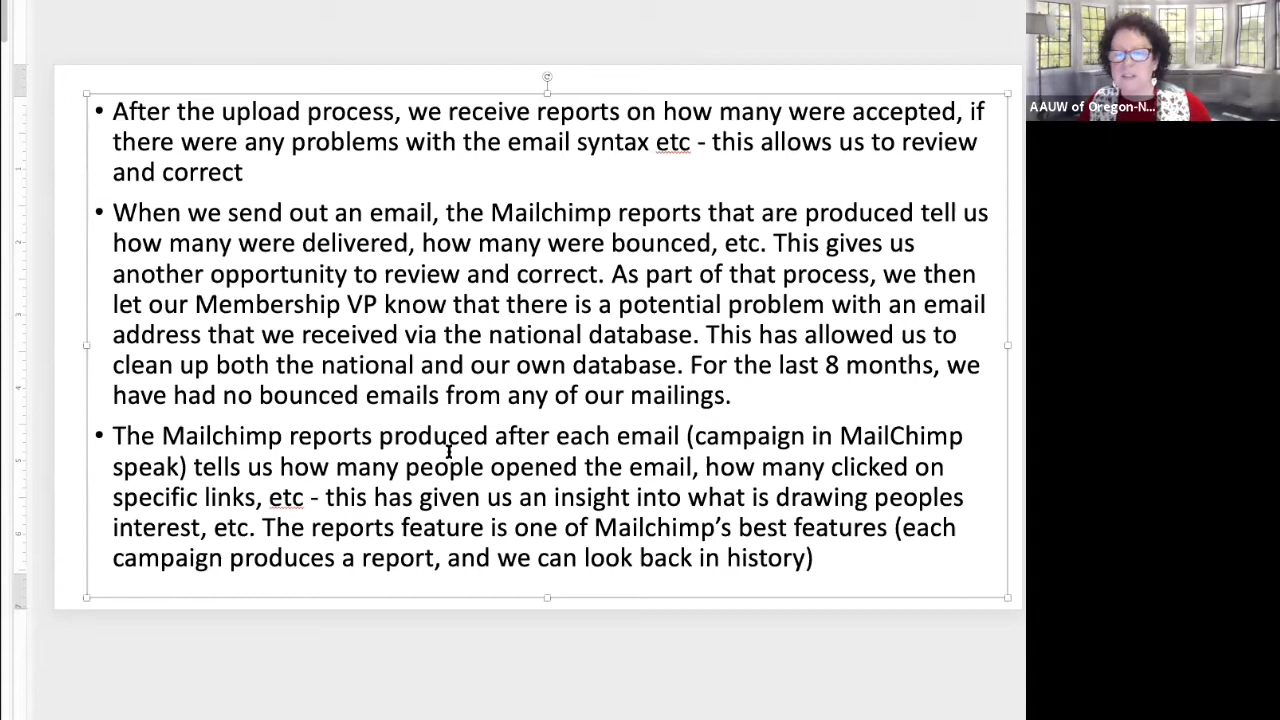 • After the upload process, we receive reports on how many were accepted, if
there were any problems with the email syntax etc - this allows us to review
and correct
• When we send out an email, the Mailchimp reports that are produced tell us
how many were delivered, how many were bounced, etc. This gives us
another opportunity to review and correct. As part of that process, we then
let our Membership VP know that there is a potential problem with an email
address that we received via the national database. This has allowed us to
clean up both the national and our own database. For the last 8 months, we
have had no bounced emails from any of our mailings.
• The Mailchimp reports produced after each email (campaign in MailChimp
speak) tells us how many people opened the email, how many clicked on
specific links, etc - this has given us an insight into what is drawing peoples
interest, etc. The reports feature is one of Mailchimp’s best features (each
campaign produces a report, and we can look back in history)
AAUW of Oregon-N...
1
2
3
4
5
6